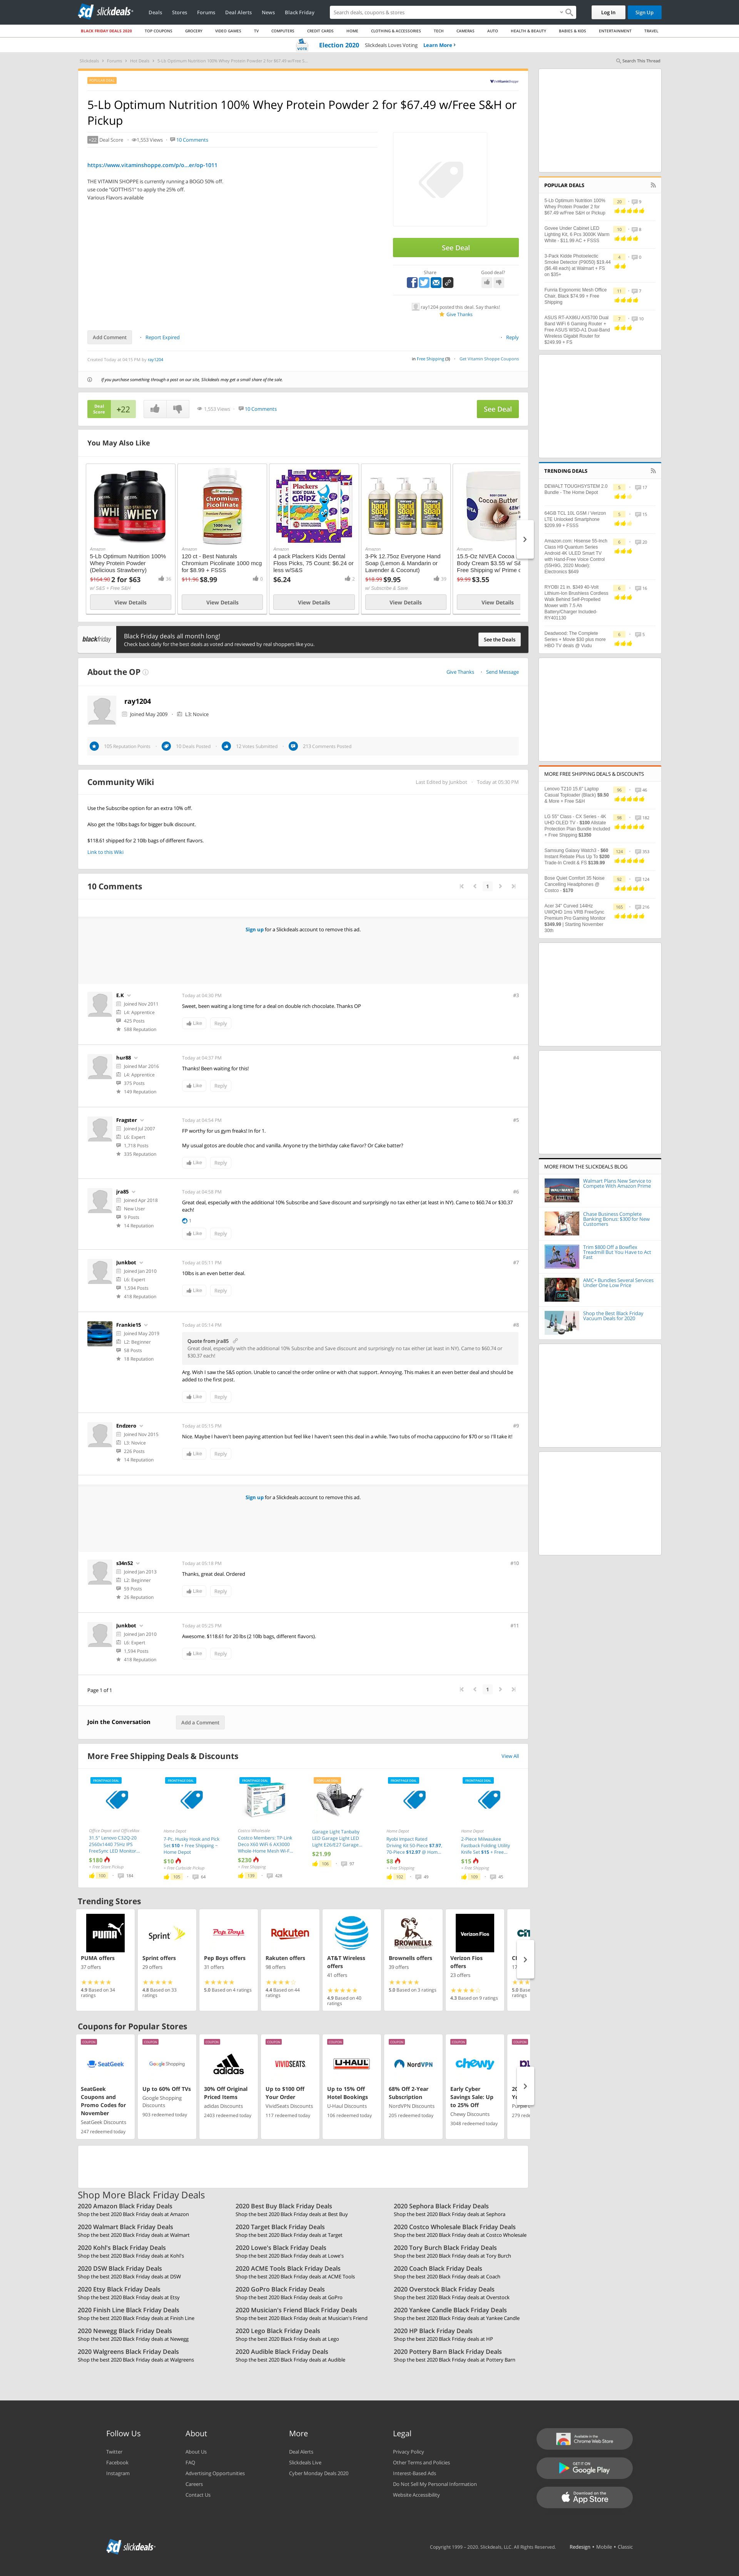 sd slickdeals
Deals Stores Forums Deal Alerts News Black Friday
Search deals, coupons & stores
Log In Sign Up
BLACK FRIDAY DEALS 2020 TOP COUPONS GROCERY VIDEO GAMES TV COMPUTERS CREDIT CARDS HOME CLOTHING & ACCESSORIES TECH CAMERAS AUTO HEALTH & BEAUTY BABIES & KIDS ENTERTAINMENT TRAVEL
VOTE Election 2020 Slickdeals Loves Voting Learn More ›
Slickdeals Forums Hot Deals 5-Lb Optimum Nutrition 100% Whey Protein Powder 2 for $67.49 w/Free S...
Search This Thread
5-Lb Optimum Nutrition 100% Whey Protein Powder 2 for $67.49 w/Free S&H or
Pickup
+22 Deal Score 1,553 Views 10 Comments
https://www.vitaminshoppe.com/p/o...er/op-1011
THE VITAMIN SHOPPE is currently running a BOGO 50% off.
use code "GOTTHIS1" to apply the 25% off.
Various Flavors available
See Deal
Share Good deal?
ray1204 posted this deal. Say thanks!
Give Thanks
Add Comment Report Expired Reply
Created Today at 04:15 PM by ray1204
in Free Shipping (3) Get Vitamin Shoppe Coupons
If you purchase something through a post on our site, Slickdeals may get a small share of the sale.
Deal
Score
+22
1,553 Views 10 Comments
See Deal
You May Also Like
Amazon
5-Lb Optimum Nutrition 100%
Whey Protein Powder
(Delicious Strawberry)
$164.90 2 for $63
w/ S&S + Free S&H
View Details
Amazon
120 ct - Best Naturals
Chromium Picolinate 1000 mcg
for $8.99 + FSSS
$11.96 $8.99 0
View Details
Amazon
4 pack Plackers Kids Dental
Floss Picks, 75 Count: $6.24 or
less w/S&S
$6.24 2
View Details
Amazon
3-Pk 12.75oz Everyone Hand
Soap (Lemon & Mandarin or
Lavender & Coconut)
$18.99 $9.95
w/ Subscribe & Save
View Details
Amazon
15.5-Oz NIVEA Cocoa
Body Cream $3.55 w/ S&
Free Shipping w/ Prime o
$9.99 $3.55
View Details
blackfriday
Black Friday deals all month long!
Check back daily for the best deals as voted and reviewed by real shoppers like you.
See the Deals
About the OP
Give Thanks Send Message
ray1204
Joined May 2009 L3: Novice
105 Reputation Points 10 Deals Posted 12 Votes Submitted 213 Comments Posted
Community Wiki
Last Edited by Junkbot Today at 05:30 PM
Use the Subscribe option for an extra 10% off.
Also get the 10lbs bags for bigger bulk discount.
$118.61 shipped for 2 10lb bags of different flavors.
Link to this Wiki
10 Comments
1
Sign up for a Slickdeals account to remove this ad.
E.K
Joined Nov 2011
L4: Apprentice
425 Posts
588 Reputation
Today at 04:30 PM
#3
Sweet, been waiting a long time for a deal on double rich chocolate. Thanks OP
Like Reply
hur88
Joined Mar 2016
L4: Apprentice
375 Posts
149 Reputation
Today at 04:37 PM
#4
Thanks! Been waiting for this!
Like Reply
Fragster
Joined Jul 2007
L6: Expert
1,718 Posts
335 Reputation
Today at 04:54 PM
#5
FP worthy for us gym freaks! In for 1.
My usual gotos are double choc and vanilla. Anyone try the birthday cake flavor? Or Cake batter?
Like Reply
jra85
Joined Apr 2018
New User
9 Posts
14 Reputation
Today at 04:58 PM
#6
Great deal, especially with the additional 10% Subscribe and Save discount and surprisingly no tax either (at least in NY). Came to $60.74 or $30,37
each!
1
Like Reply
Junkbot
Joined Jan 2010
L6: Expert
1,594 Posts
418 Reputation
Today at 05:11 PM
#7
10lbs is an even better deal.
Like Reply
Frankie15
Joined May 2019
L2: Beginner
58 Posts
18 Reputation
Today at 05:14 PM
#8
Quote from jra85
Great deal, especially with the additional 10% Subscribe and Save discount and surprisingly no tax either (at least in NY). Came to $60.74 or
$30,37 each!
Arg. Wish I saw the S&S option. Unable to cancel the order online or with chat support. Annoying. This makes it an even better deal and should be
added to the first post.
Like Reply
Endzero
Joined Nov 2015
L3: Novice
226 Posts
14 Reputation
Today at 05:15 PM
#9
Nice. Maybe I haven't been paying attention but feel like I haven't seen this deal in a while. Two tubs of mocha cappuccino for $70 or so I'll take it!
Like Reply
Sign up for a Slickdeals account to remove this ad.
s34n52
Joined Jan 2013
L2: Beginner
59 Posts
26 Reputation
Today at 05:18 PM
#10
Thanks, great deal. Ordered
Like Reply
Junkbot
Joined Jan 2010
L6: Expert
1,594 Posts
418 Reputation
Today at 05:25 PM
#11
Awesome. $118.61 for 20 lbs (2 10lb bags, different flavors).
Like Reply
Page 1 of 1
1
Join the Conversation Add a Comment
More Free Shipping Deals & Discounts
View All
Office Depot and OfficeMax
31.5" Lenovo C32Q-20
2560x1440 75Hz IPS
FreeSync LED Monitor...
$180
+ Free Store Pickup
Home Depot
7-Pc. Husky Hook and Pick
Set $10 + Free Shipping ~
Home Depot
$10
+ Free Curbside Pickup
Costco Wholesale
Costco Members: TP-Link
Deco X60 WiFi 6 AX3000
Whole-Home Mesh Wi-F...
$230
+ Free Shipping
Garage Light Tanbaby
LED Garage Light LED
Light E26/E27 Garage...
$21.99
Home Depot
Ryobi Impact Rated
Driving Kit 50-Piece $7.97,
70-Piece $12.97 @ Hom...
$8
+ Free Shipping
Home Depot
2-Piece Milwaukee
Fastback Folding Utility
Knife Set $15 + Free...
$15
+ Free Shipping
Trending Stores
PUMA offers
37 offers
4.9 Based on 34
ratings
Sprint
Sprint offers
29 offers
4.8 Based on 33
ratings
Pep Boys
Pep Boys offers
31 offers
5.0 Based on 4 ratings
Rakuten
Rakuten offers
98 offers
4.4 Based on 44
ratings
AT&T
AT&T Wireless
offers
41 offers
4.9 Based on 40
ratings
BROWNELLS
Brownells offers
39 offers
5.0 Based on 3 ratings
Verizon Fios
Verizon Fios
offers
23 offers
4.3 Based on 9 ratings
Coupons for Popular Stores
SeatGeek
SeatGeek
Coupons and
Promo Codes for
November
SeatGeek Discounts
247 redeemed today
Google Shopping
Up to 60% Off TVs
Google Shopping
Discounts
903 redeemed today
adidas
30% Off Original
Priced Items
adidas Discounts
2403 redeemed today
VIVIDSEATS
Up to $100 Off
Your Order
VividSeats Discounts
117 redeemed today
U-HAUL
Up to 15% Off
Hotel Bookings
U-Haul Discounts
106 redeemed today
NordVPN
68% Off 2-Year
Subscription
NordVPN Discounts
205 redeemed today
chewy
Early Cyber
Savings Sale: Up
to 25% Off
Chewy Discounts
3048 redeemed today
Shop More Black Friday Deals
2020 Amazon Black Friday Deals
Shop the best 2020 Black Friday deals at Amazon
2020 Best Buy Black Friday Deals
Shop the best 2020 Black Friday deals at Best Buy
2020 Sephora Black Friday Deals
Shop the best 2020 Black Friday deals at Sephora
2020 Walmart Black Friday Deals
Shop the best 2020 Black Friday deals at Walmart
2020 Target Black Friday Deals
Shop the best 2020 Black Friday deals at Target
2020 Costco Wholesale Black Friday Deals
Shop the best 2020 Black Friday deals at Costco Wholesale
2020 Kohl's Black Friday Deals
Shop the best 2020 Black Friday deals at Kohl's
2020 Lowe's Black Friday Deals
Shop the best 2020 Black Friday deals at Lowe's
2020 Tory Burch Black Friday Deals
Shop the best 2020 Black Friday deals at Tory Burch
2020 DSW Black Friday Deals
Shop the best 2020 Black Friday deals at DSW
2020 ACME Tools Black Friday Deals
Shop the best 2020 Black Friday deals at ACME Tools
2020 Coach Black Friday Deals
Shop the best 2020 Black Friday deals at Coach
2020 Etsy Black Friday Deals
Shop the best 2020 Black Friday deals at Etsy
2020 GoPro Black Friday Deals
Shop the best 2020 Black Friday deals at GoPro
2020 Overstock Black Friday Deals
Shop the best 2020 Black Friday deals at Overstock
2020 Finish Line Black Friday Deals
Shop the best 2020 Black Friday deals at Finish Line
2020 Musician's Friend Black Friday Deals
Shop the best 2020 Black Friday deals at Musician's Friend
2020 Yankee Candle Black Friday Deals
Shop the best 2020 Black Friday deals at Yankee Candle
2020 Newegg Black Friday Deals
Shop the best 2020 Black Friday deals at Newegg
2020 Lego Black Friday Deals
Shop the best 2020 Black Friday deals at Lego
2020 HP Black Friday Deals
Shop the best 2020 Black Friday deals at HP
2020 Walgreens Black Friday Deals
Shop the best 2020 Black Friday deals at Walgreens
2020 Audible Black Friday Deals
Shop the best 2020 Black Friday deals at Audible
2020 Pottery Barn Black Friday Deals
Shop the best 2020 Black Friday deals at Pottery Barn
POPULAR DEALS
5-Lb Optimum Nutrition 100%
Whey Protein Powder 2 for
$67.49 w/Free S&H or Pickup
Govee Under Cabinet LED
Lighting Kit, 6 Pcs 3000K Warm
White - $11.98 AC + FSSS
3-Pack Kidde Photoelectric
Smoke Detector (P9050) $19.44
($6.48 each) at Walmart + FS
on $35+
Furinia Ergonomic Mesh Office
Chair, Black $74.99 + Free
Shipping
ASUS RT-AX86U AX5700 Dual
Band WiFi 6 Gaming Router +
Free ASUS WSD-A1 Dual-Band
Wireless Gigabit Router for
$249.99 + FS
TRENDING DEALS
DEWALT TOUGHSYSTEM 2.0
Bundle - The Home Depot
64GB TCL 10L GSM / Verizon
LTE Unlocked Smartphone
$209.99 + FSSS
Amazon.com: Hisense 55-Inch
Class H9 Quantum Series
Android 4K ULED Smart TV
with Hand-Free Voice Control
(55H9G, 2020 Model)
Electronics $649
RYOBI 21 in. $349 40-Volt
Lithium-Ion Brushless Cordless
Walk Behind Self-Propelled
Mower with 7.5 Ah
Battery/Charger Included-
RY401130
Deadwood: The Complete
Series + Movie $30 plus more
HBO TV deals @ Vudu
MORE FREE SHIPPING DEALS & DISCOUNTS
Lenovo T210 15.6" Laptop
Casual Toploader (Black) $9.50
& More + Free S&H
LG 55" Class - CX Series - 4K
UHD OLED TV - $100 Allstate
Protection Plan Bundle Included
+ Free Shipping $1350
Samsung Galaxy Watch3 - $60
Instant Rebate Plus Up To $200
Trade-In Credit & FS $139.99
Bose Quiet Comfort 35 Noise
Cancelling Headphones @
Costco - $170
Acer 34" Curved 144Hz
UWQHD 1ms VRB FreeSync
Premium Pro Gaming Monitor
$349.99 | Starting November
30th
MORE FROM THE SLICKDEALS BLOG
Walmart Plans New Service to
Compete With Amazon Prime
Chase Business Complete
Banking Bonus: $300 for New
Customers
Trim $800 Off a Bowflex
Treadmill But You Have to Act
Fast
AMC+ Bundles Several Services
Under One Low Price
Shop the Best Black Friday
Vacuum Deals for 2020
Follow Us
Twitter
Facebook
Instagram
About
About Us
FAQ
Advertising Opportunities
Careers
Contact Us
More
Deal Alerts
Slickdeals Live
Cyber Monday Deals 2020
Legal
Privacy Policy
Other Terms and Policies
Interest-Based Ads
Do Not Sell My Personal Information
Website Accessibility
Available in the
Chrome Web Store
GET IT ON
Google Play
Download on the
App Store
sd slickdeals
Copyright 1999 - 2020. Slickdeals, LLC. All Rights Reserved. Redesign • Mobile • Classic